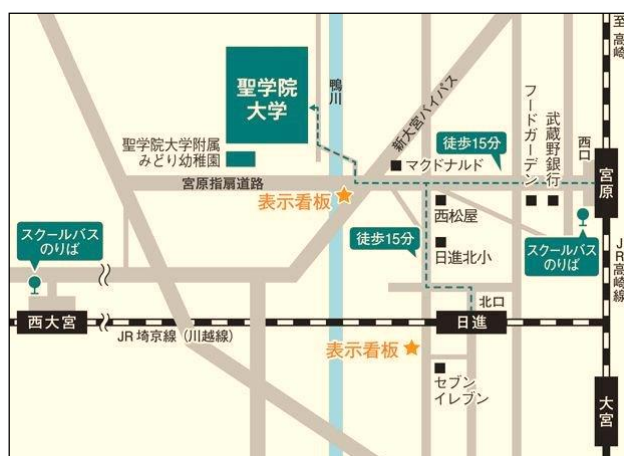 至高崎
聖学院
大学
鴨川
新大宮バイパス
フードガーデン
武蔵野銀行
西口
徒歩15分
マクドナルド
聖学院大学附属
みどり幼稚園
宮原指扇道路
宮原
表示看板
西松屋
スクールバス
のりば
徒歩15分
日進北小
スクールバス
のりば
JR高崎線
北口
西大宮
日進
JR埼京線(川越線)
表示看板
セブン
イレブン
大宮